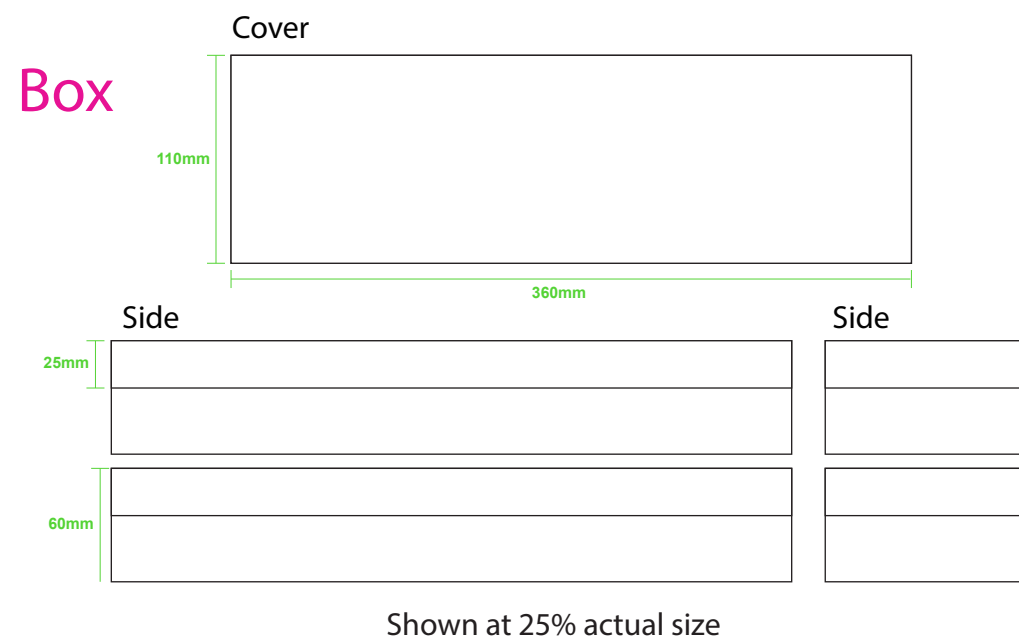 Cover
Box
110mm
360mm
Side
Side
25mm
60mm
Shown at 25% actual size